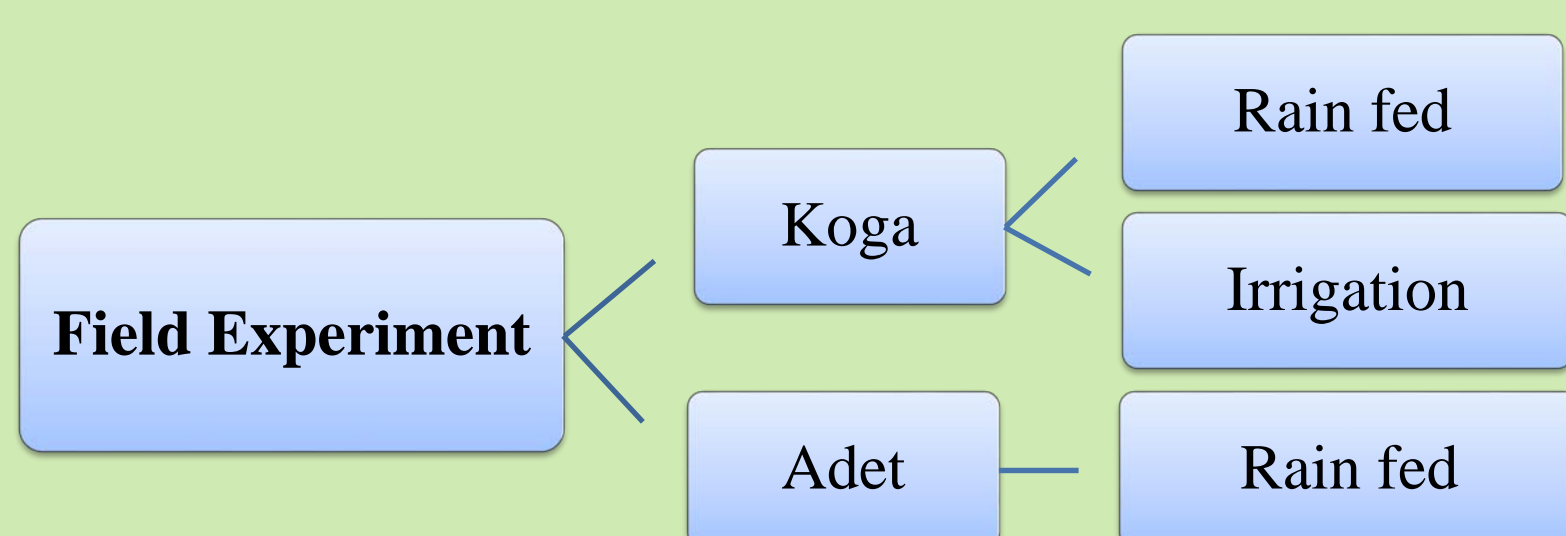 Field Experiment
Koga
Rain fed
Irrigation
Adet
Rain fed